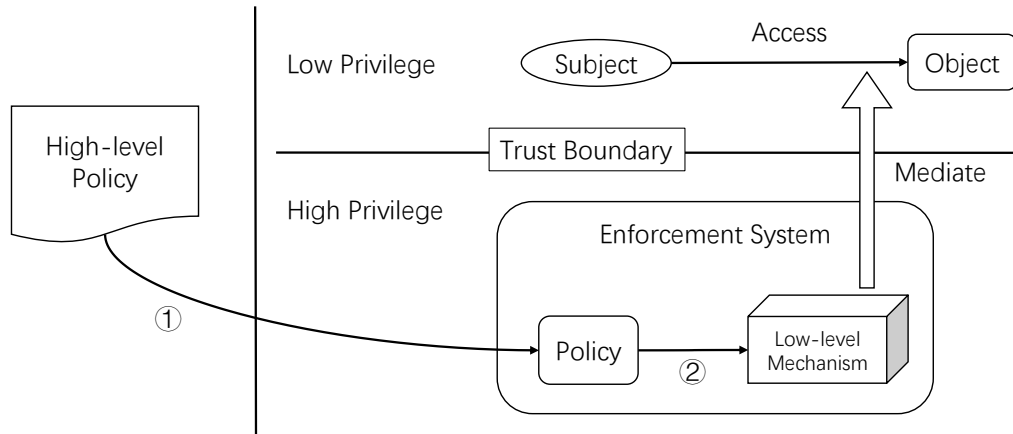 Access
Low Privilege
Subject
Object
High-level
Policy
Trust Boundary
Mediate
High Privilege
Enforcement System
①
Policy
②
Low-level
Mechanism